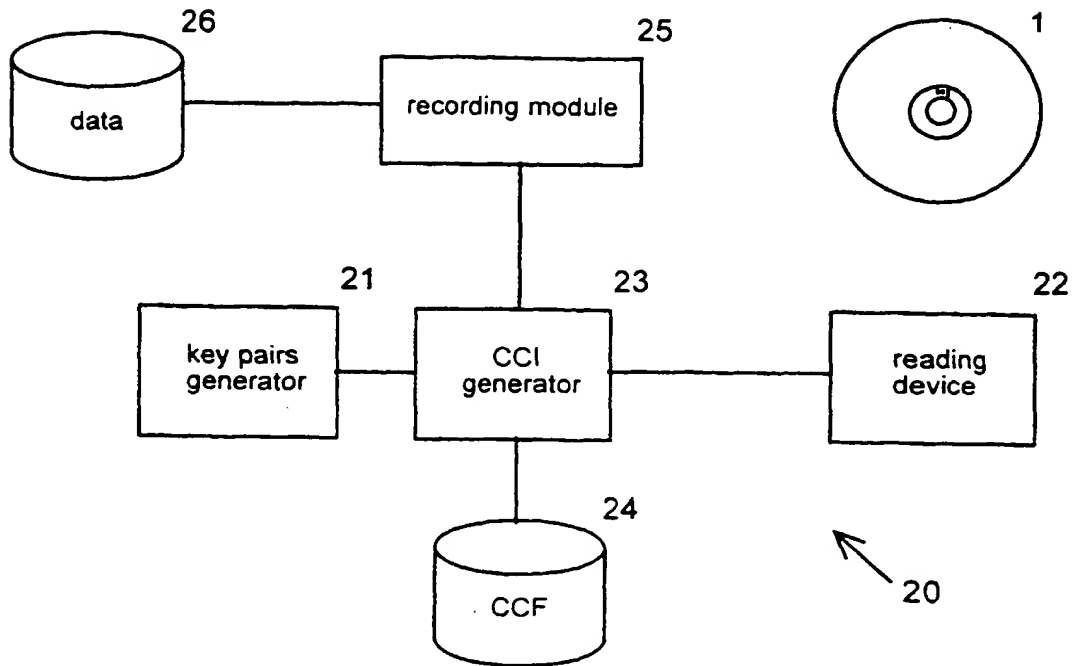 26
25
1
data
recording module
21
23
22
key pairs
generator
CCI
generator
reading
device
24
CCF
20